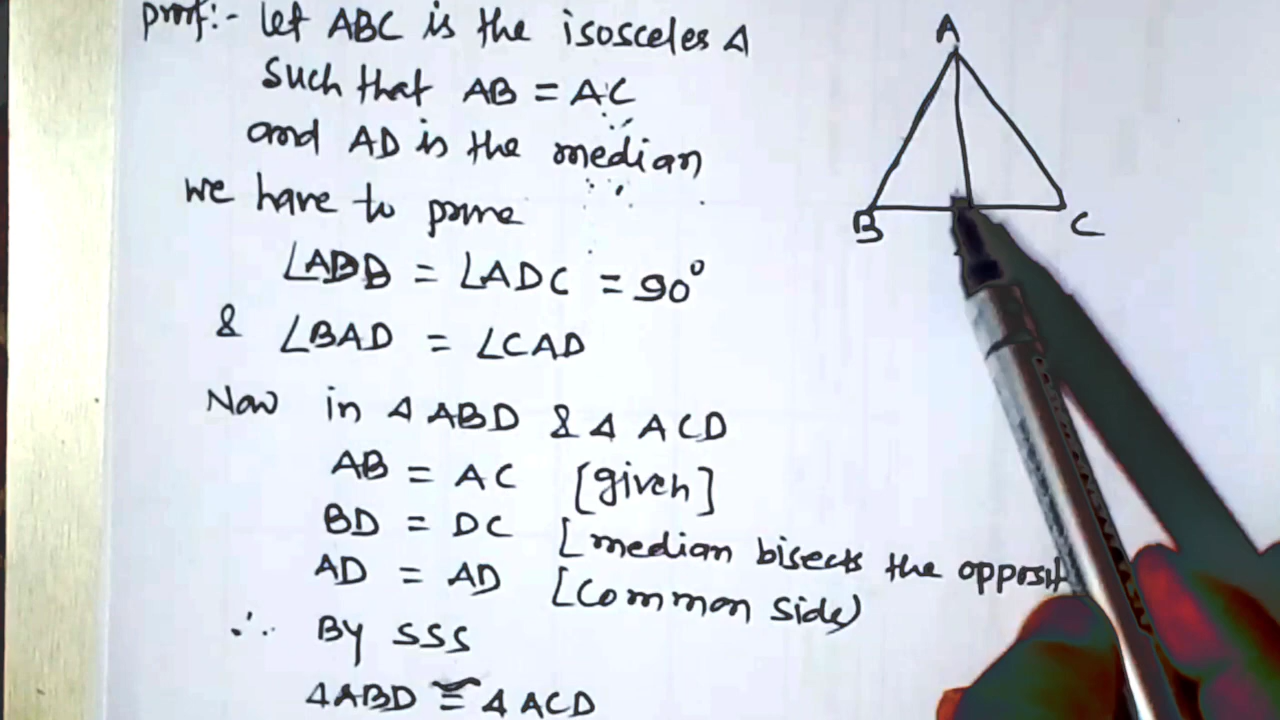 proof:- let ABC is the isosceles Δ
such that AB = AC
and AD is the median
we have to prove
∠ADB = ∠ADC = 90°
& ∠BAD = ∠CAD
Now in Δ ABD & Δ ACD
AB = AC [given]
BD = DC [median bisects the opposit
AD = AD [common side)
∴ By SSS
ΔABD ≅ ΔACD
A
B
C